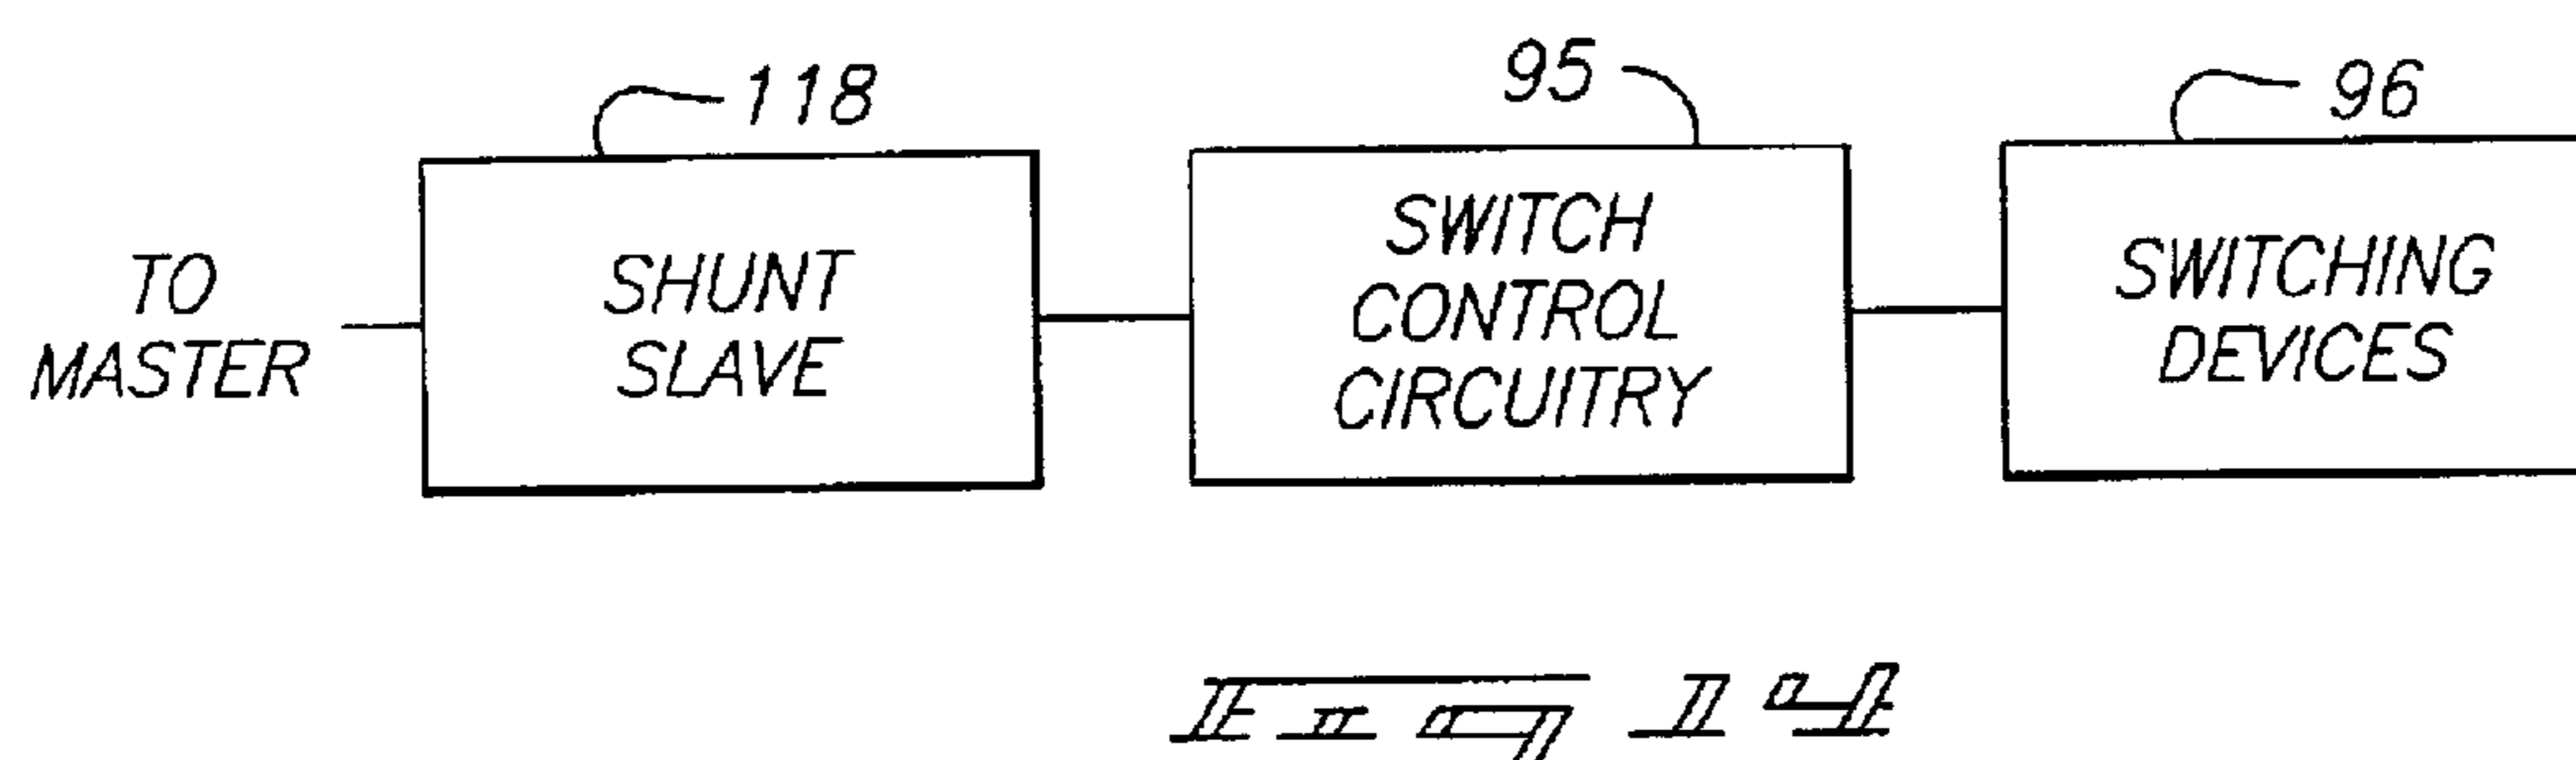 118
95
96
TO
MASTER
SHUNT
SLAVE
SWITCH
CONTROL
CIRCUITRY
SWITCHING
DEVICES